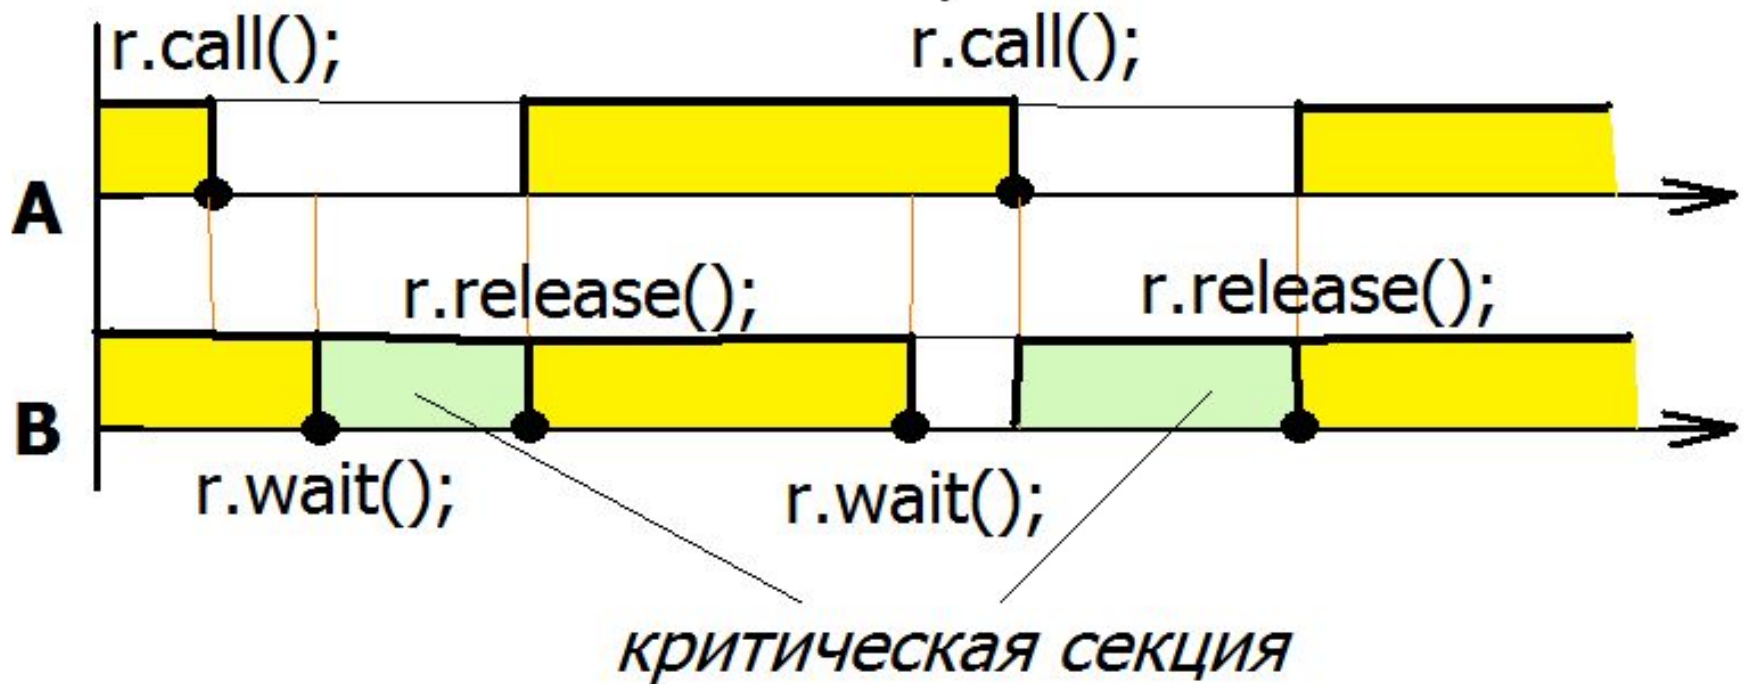 r.call(); r.call();
A
r.release(); r.release();
B
r.wait(); r.wait();
критическая секция